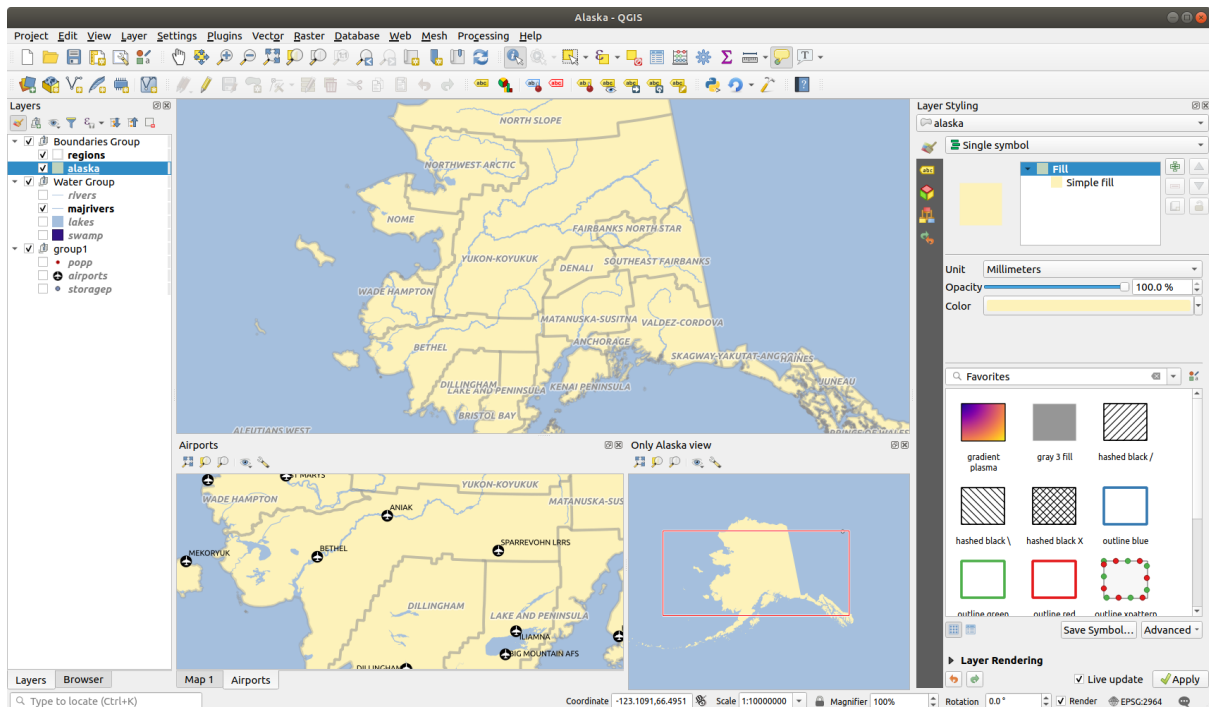 Alaska - QGIS
Project Edit View Layer Settings Plugins Vector Raster Database Web Mesh Processing Help
Layers
Boundaries Group
regions
alaska
Water Group
rivers
majrivers
lakes
swamp
group1
popp
airports
storagep
Layers Browser
NORTH SLOPE
NORTHWEST ARCTIC
NOME
FAIRBANKS NORTH STAR
YUKON-KOYUKUK
DENALI
SOUTHEAST FAIRBANKS
WADE HAMPTON
MATANUSKA-SUSITNA
VALDEZ-CORDOVA
BETHEL
ANCHORAGE
SKAGWAY-YAKUTAT-ANGOON
HAINES
DILLINGHAM
LAKE AND PENINSULA
KENAI PENINSULA
JUNEAU
BRISTOL BAY
ALEUTIANS WEST
Airports
WADE HAMPTON
YUKON-KOYUKUK
MATANUSKA-SUS
ANIAK
BETHEL
SPARREVOHN LRRS
MEKORYUK
DILLINGHAM
LAKE AND PENINSULA
ILIAMNA
BIG MOUNTAIN AFS
DILLINGHAM
Map 1 Airports
Only Alaska view
Layer Styling
alaska
Single symbol
abc
Fill
Simple fill
Unit Millimeters
Opacity 100.0 %
Color
Favorites
gradient plasma
gray 3 fill
hashed black /
hashed black \
hashed black X
outline blue
outline green
outline red
outline xpattern
Save Symbol... Advanced
Layer Rendering
Live update Apply
Type to locate (Ctrl+K)
Coordinate -123.1091,66.4951 Scale 1:10000000 Magnifier 100% Rotation 0.0 ° Render EPSG:2964